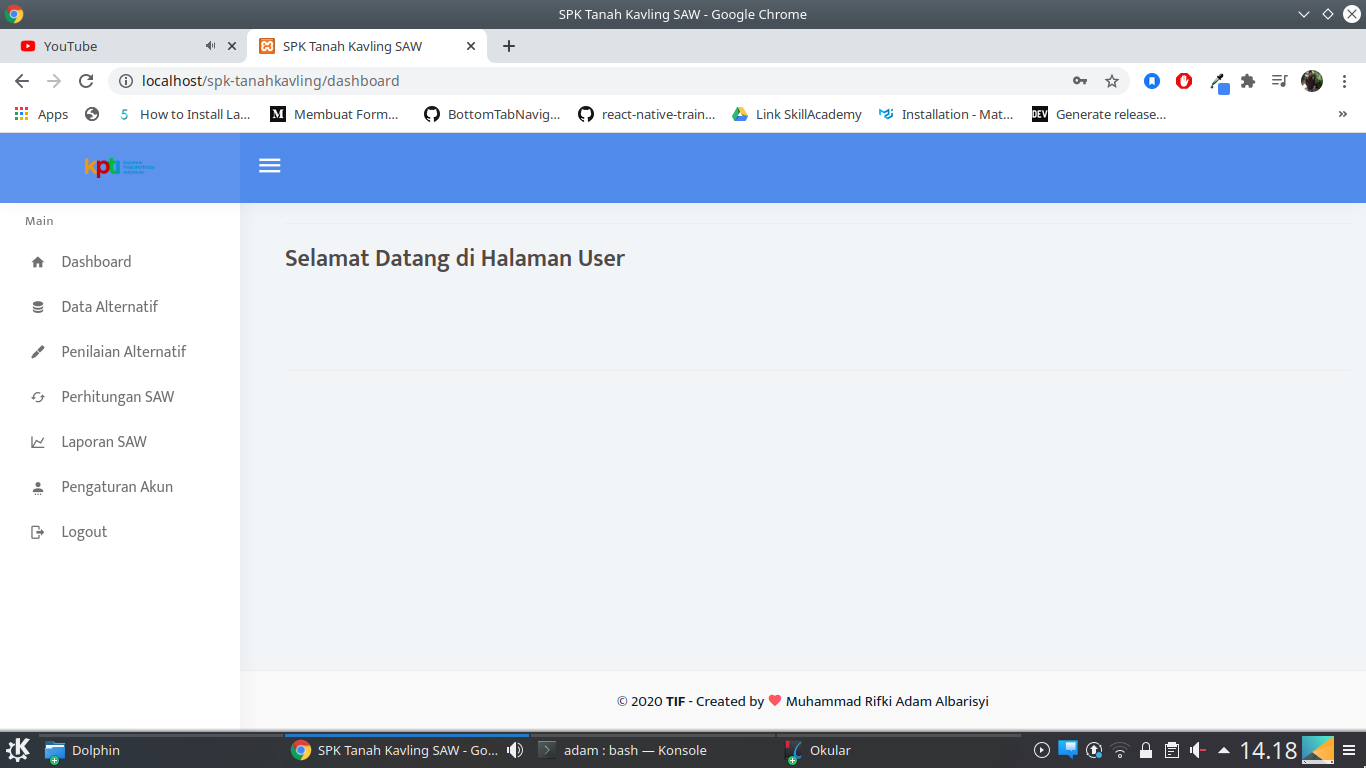 SPK Tanah Kavling SAW - Google Chrome
YouTube
SPK Tanah Kavling SAW
localhost/spk-tanahkavling/dashboard
Apps
How to Install La...
Membuat Form...
BottomTabNavig...
react-native-train...
Link SkillAcademy
Installation - Mat...
DEV
Generate release...
kpti
Main
Dashboard
Data Alternatif
Penilaian Alternatif
Perhitungan SAW
Laporan SAW
Pengaturan Akun
Logout
Selamat Datang di Halaman User
© 2020 TIF - Created by ❤ Muhammad Rifki Adam Albarisyi
Dolphin
SPK Tanah Kavling SAW - Go...
adam : bash — Konsole
Okular
14.18